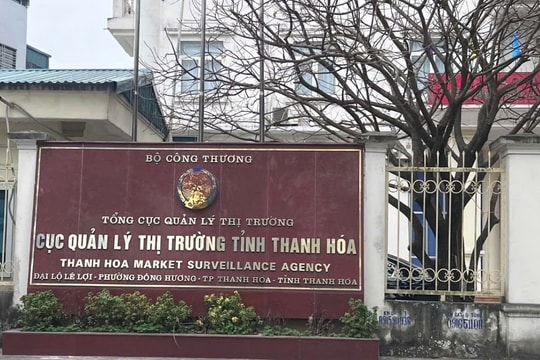 BỘ CÔNG THƯƠNG
TỔNG CỤC QUẢN LÝ THỊ TRƯỜNG
CỤC QUẢN LÝ THỊ TRƯỜNG TỈNH THANH HÓA
THANH HOA MARKET SURVEILLANCE AGENCY
ĐẠI LỘ LÊ LỢI - PHƯỜNG ĐÔNG HƯƠNG - TP THANH HÓA - TỈNH THANH HÓA